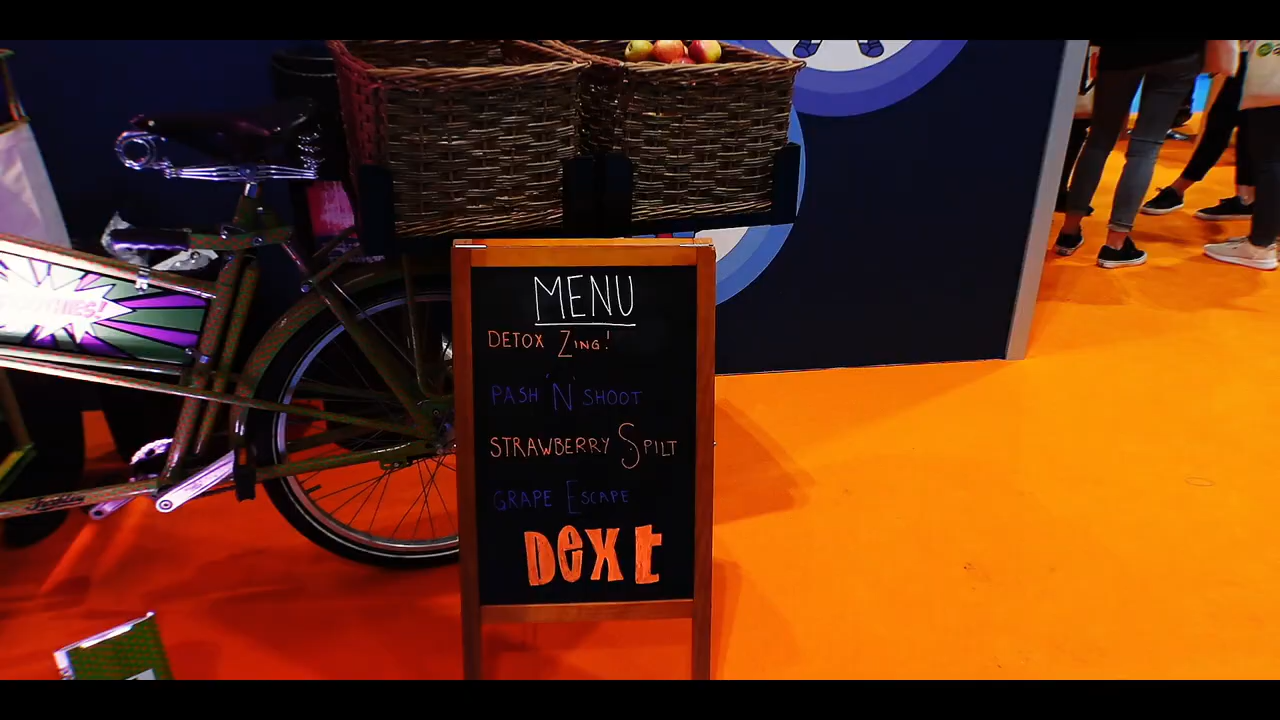 MENU
DETOX ZING!
PASH 'N' SHOOT
STRAWBERRY SPILT
GRAPE ESCAPE
DEXT